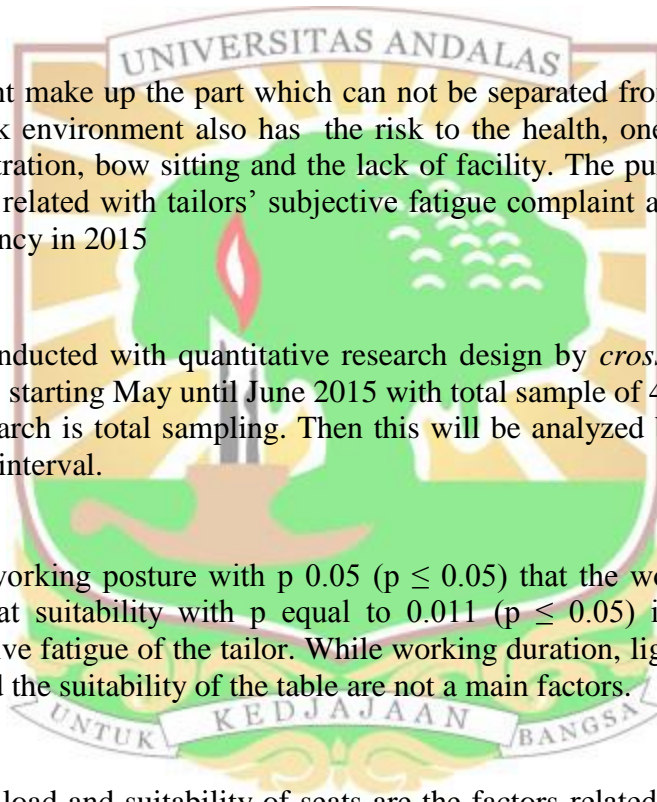 UNIVERSITAS ANDALAS
nt make up the part which can not be separated fro
k environment also has the risk to the health, one
tration, bow sitting and the lack of facility. The pu
related with tailors' subjective fatigue complaint a
ncy in 2015
nducted with quantitative research design by cros
starting May until June 2015 with total sample of 4
arch is total sampling. Then this will be analyzed
interval.
working posture with p 0.05 (p ≤ 0.05) that the wo
at suitability with p equal to 0.011 (p ≤ 0.05) i
ive fatigue of the tailor. While working duration, lig
d the suitability of the table are not a main factors.
UNTUK KEDJAJAAN BANGSA
load and suitability of seats are the factors related